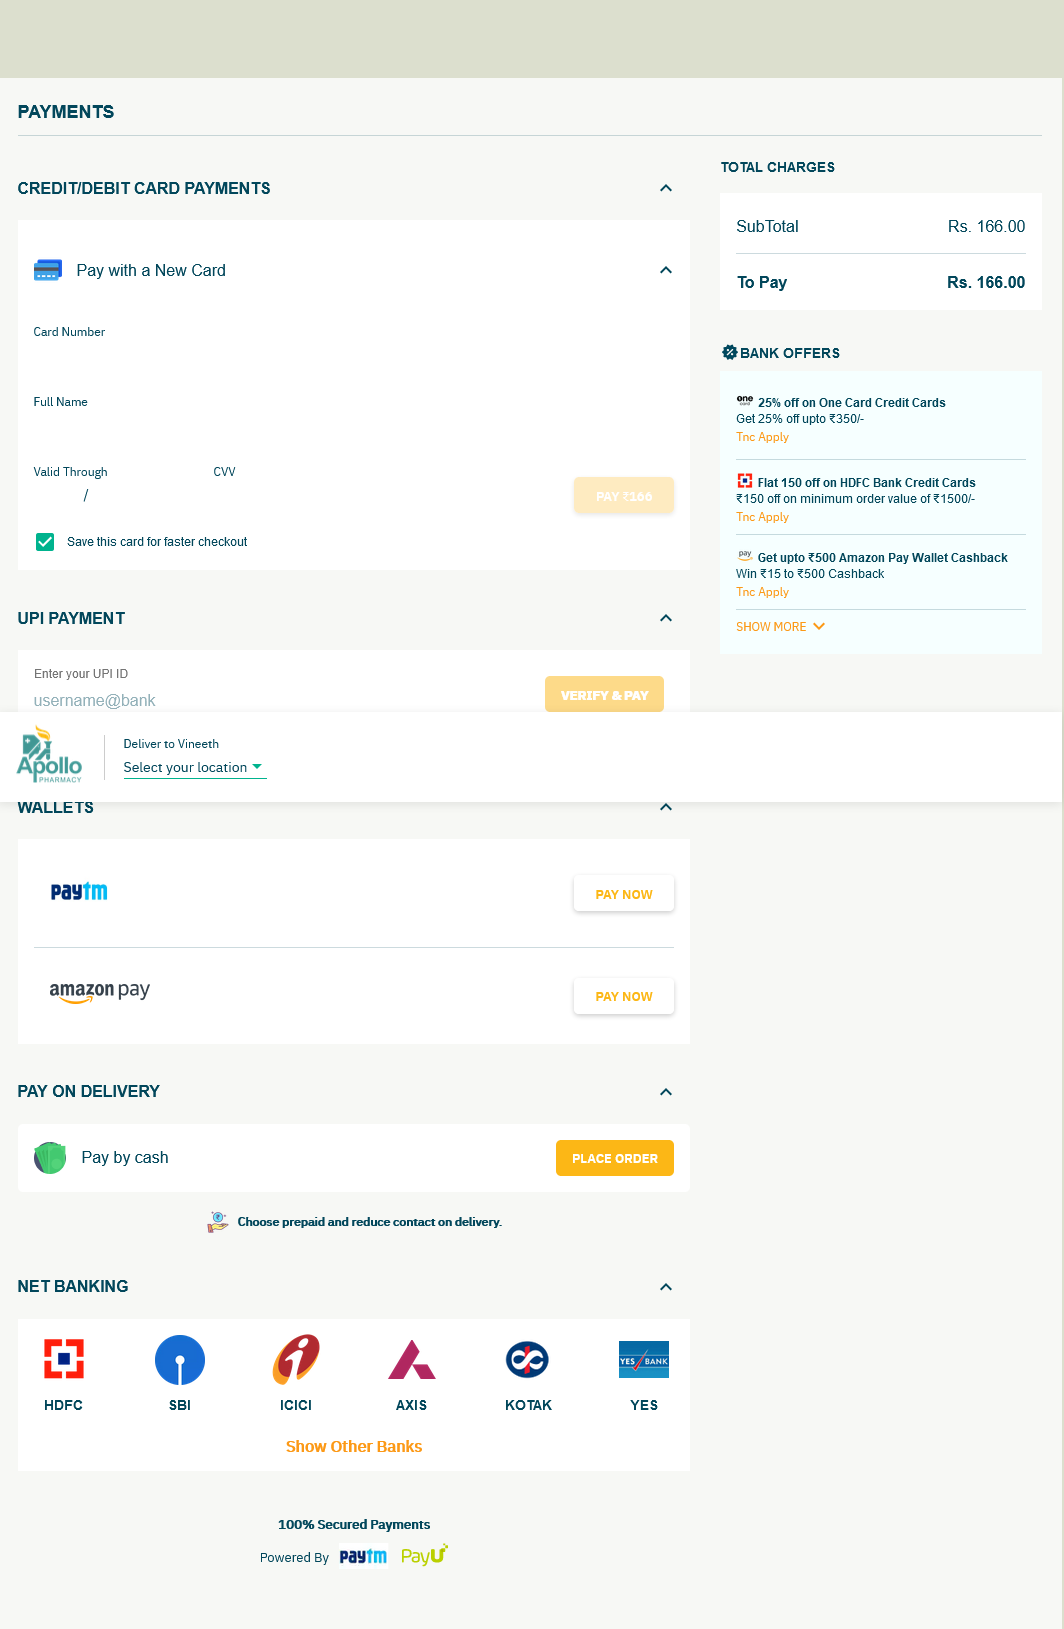 PAYMENTS
CREDIT/DEBIT CARD PAYMENTS
Pay with a New Card
Card Number
Full Name
Valid Through
CVV
/
PAY ₹166
Save this card for faster checkout
UPI PAYMENT
Enter your UPI ID
username@bank
VERIFY & PAY
Apollo
PHARMACY
Deliver to Vineeth
Select your location
WALLETS
paytm
PAY NOW
amazon pay
PAY NOW
PAY ON DELIVERY
Pay by cash
PLACE ORDER
Choose prepaid and reduce contact on delivery.
NET BANKING
YES BANK
HDFC
SBI
ICICI
AXIS
KOTAK
YES
Show Other Banks
100% Secured Payments
Powered By paytm PayU
TOTAL CHARGES
SubTotal Rs. 166.00
To Pay Rs. 166.00
BANK OFFERS
one
card
25% off on One Card Credit Cards
Get 25% off upto ₹350/-
Tnc Apply
Flat 150 off on HDFC Bank Credit Cards
₹150 off on minimum order value of ₹1500/-
Tnc Apply
pay
Get upto ₹500 Amazon Pay Wallet Cashback
Win ₹15 to ₹500 Cashback
Tnc Apply
SHOW MORE